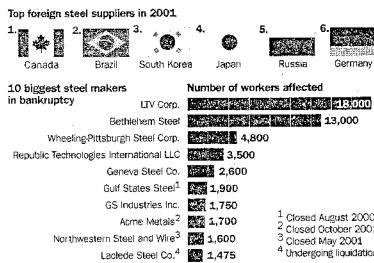 Top foreign steel suppliers in 2001
1. 2. 3. 4. 5. 6.
Canada Brazil South Korea Japan Russia Germany
10 biggest steel makers in bankruptcy
Number of workers affected
LTV Corp. 18,000
Bethlehem Steel 13,000
Wheeling-Pittsburgh Steel Corp. 4,800
Republic Technologies International LLC 3,500
Geneva Steel Co. 2,600
Gulf States Steel¹ 1,900
GS Industries Inc. 1,750
Acme Metals² 1,700
Northwestern Steel and Wire³ 1,600
Laclede Steel Co.⁴ 1,475
¹ Closed August 2000
² Closed October 2001
³ Closed May 2001
⁴ Undergoing liquidation